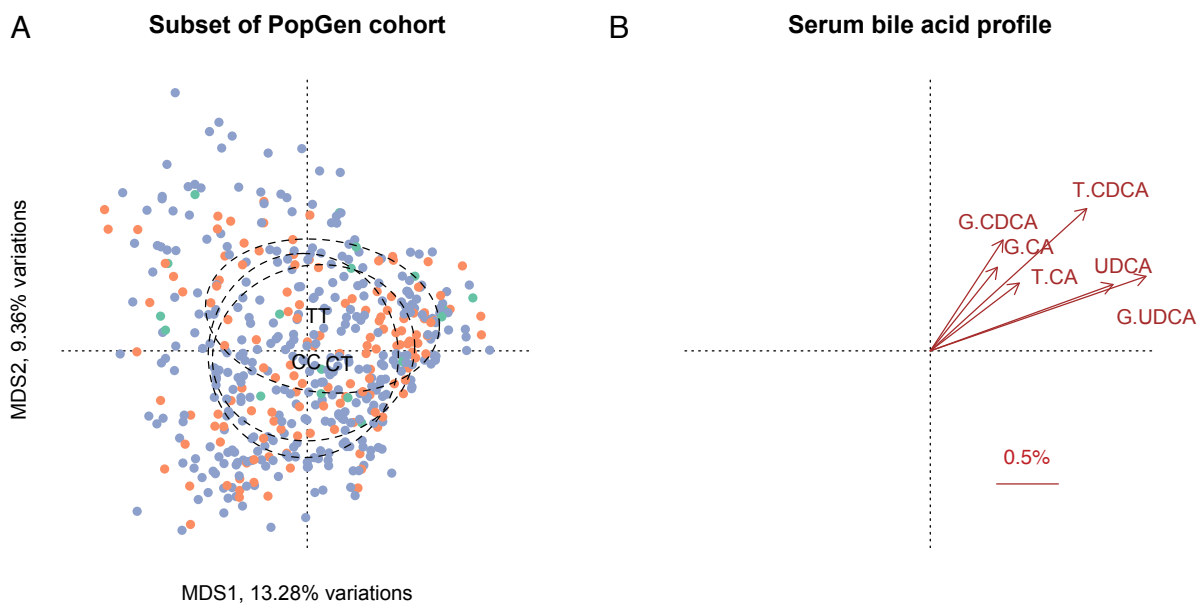 A
Subset of PopGen cohort
MDS2, 9.36% variations
TT
CC CT
MDS1, 13.28% variations
B
Serum bile acid profile
T.CDCA
G.CDCA
G.CA
UDCA
T.CA
G.UDCA
0.5%